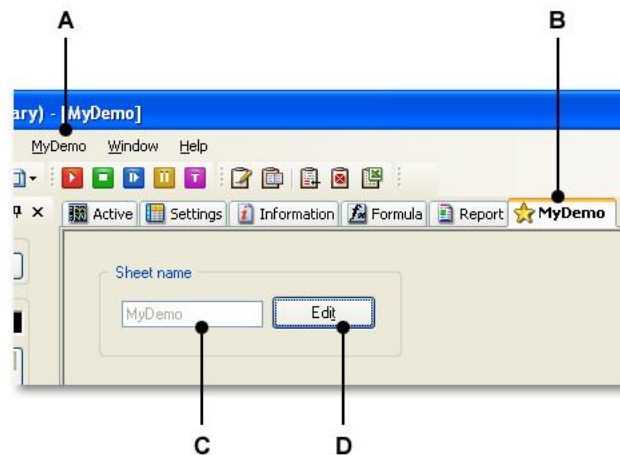 A B
ary) - [MyDemo]
MyDemo Window Help
T
Active Settings Information Formula Report MyDemo
Sheet name
MyDemo Edit
C D